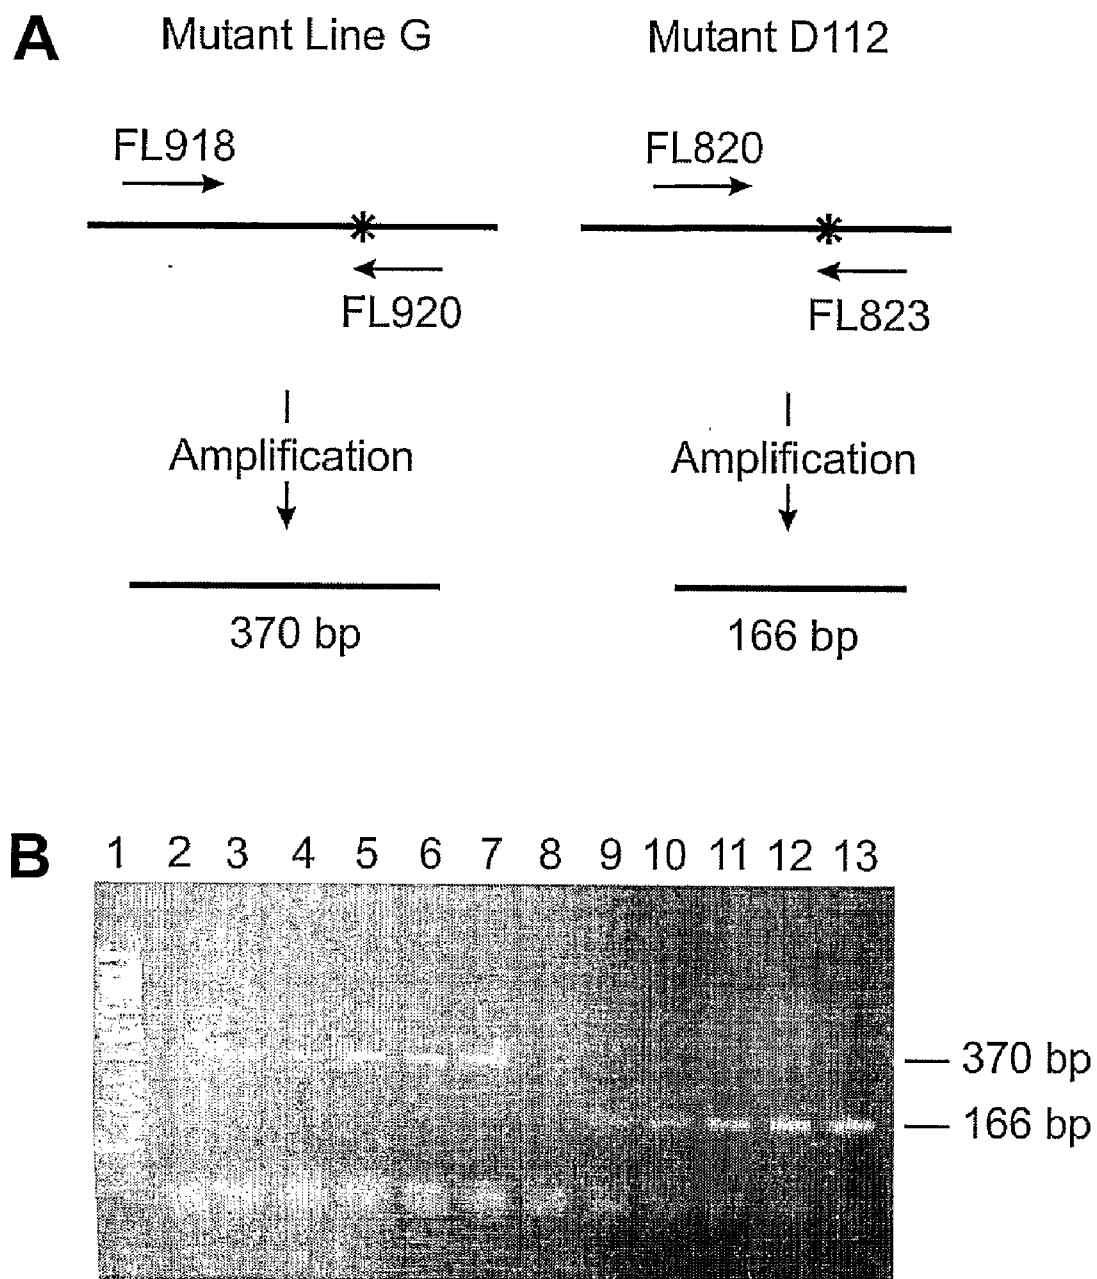 A
Mutant Line G
Mutant D112
FL918
FL820
FL920
FL823
Amplification
Amplification
370 bp
166 bp
B
1 2 3 4 5 6 7 8 9 10 11 12 13
370 bp
166 bp